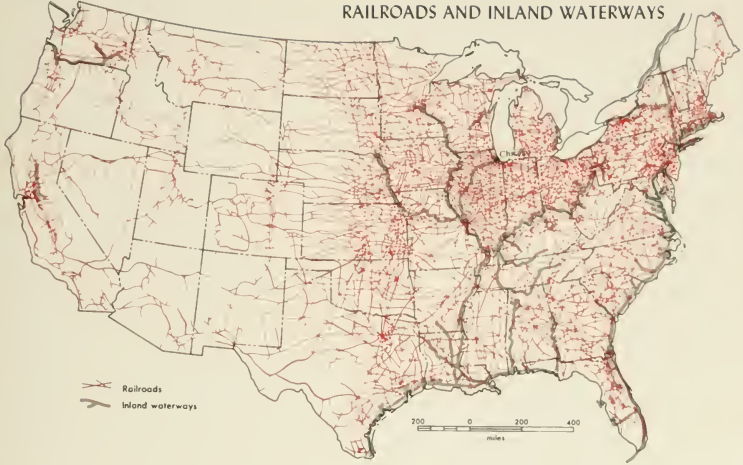 RAILROADS AND INLAND WATERWAYS
Railroads
Inland waterways
200 0 200 400
miles